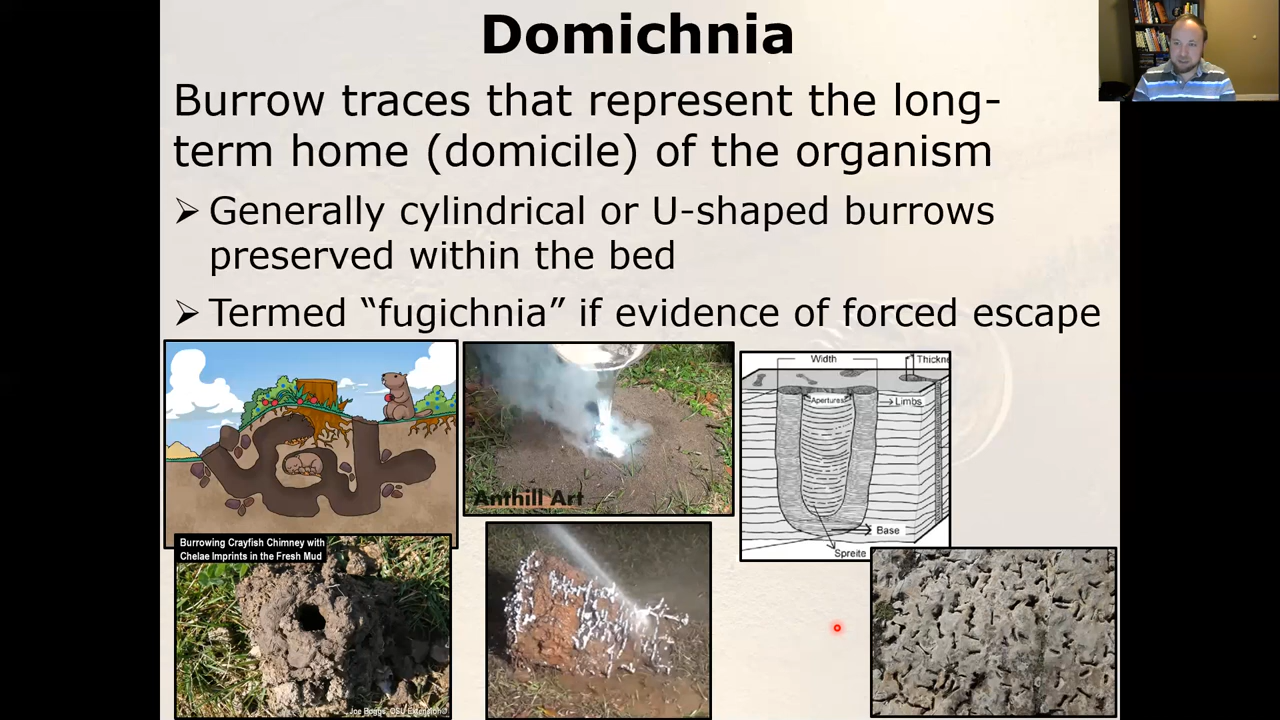 Domichnia
Burrow traces that represent the long-
term home (domicile) of the organism
Generally cylindrical or U-shaped burrows
preserved within the bed
Termed “fugichnia” if evidence of forced escape
Anthill Art
Width
Thickne
Apertures
Limbs
Base
Spreite
Burrowing Crayfish Chimney with
Chelae Imprints in the Fresh Mud
Joe Boggs, OSU Extension©